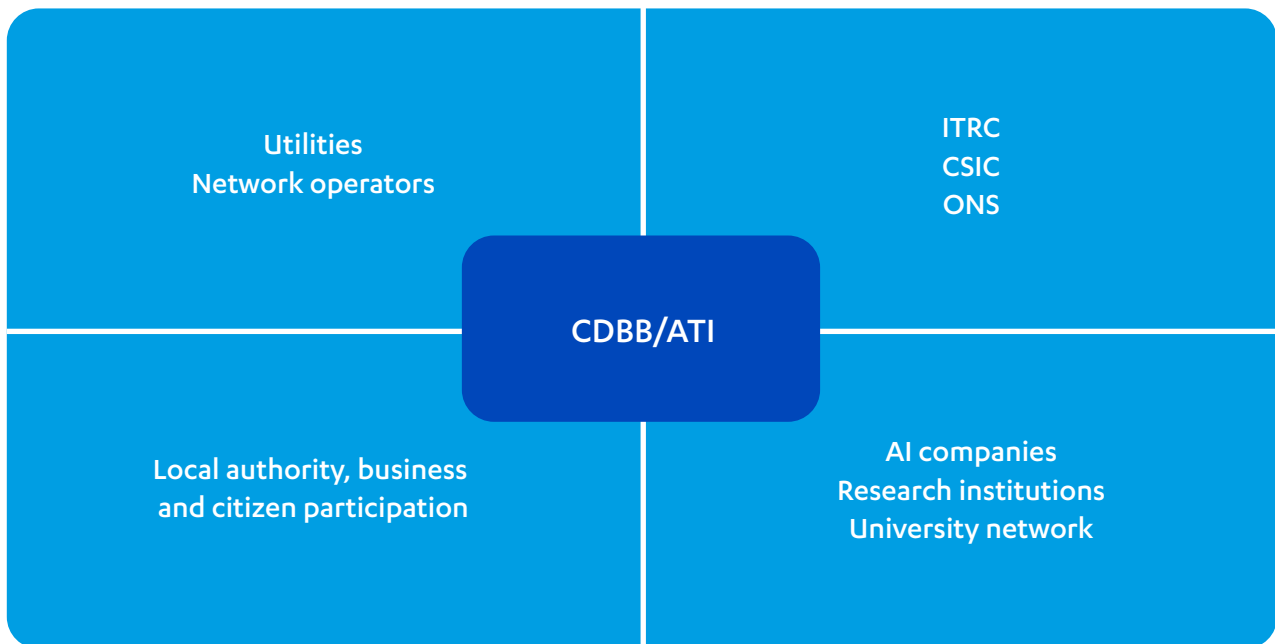 Utilities
Network operators
ITRC
CSIC
ONS
CDBB/ATI
Local authority, business
and citizen participation
AI companies
Research institutions
University network